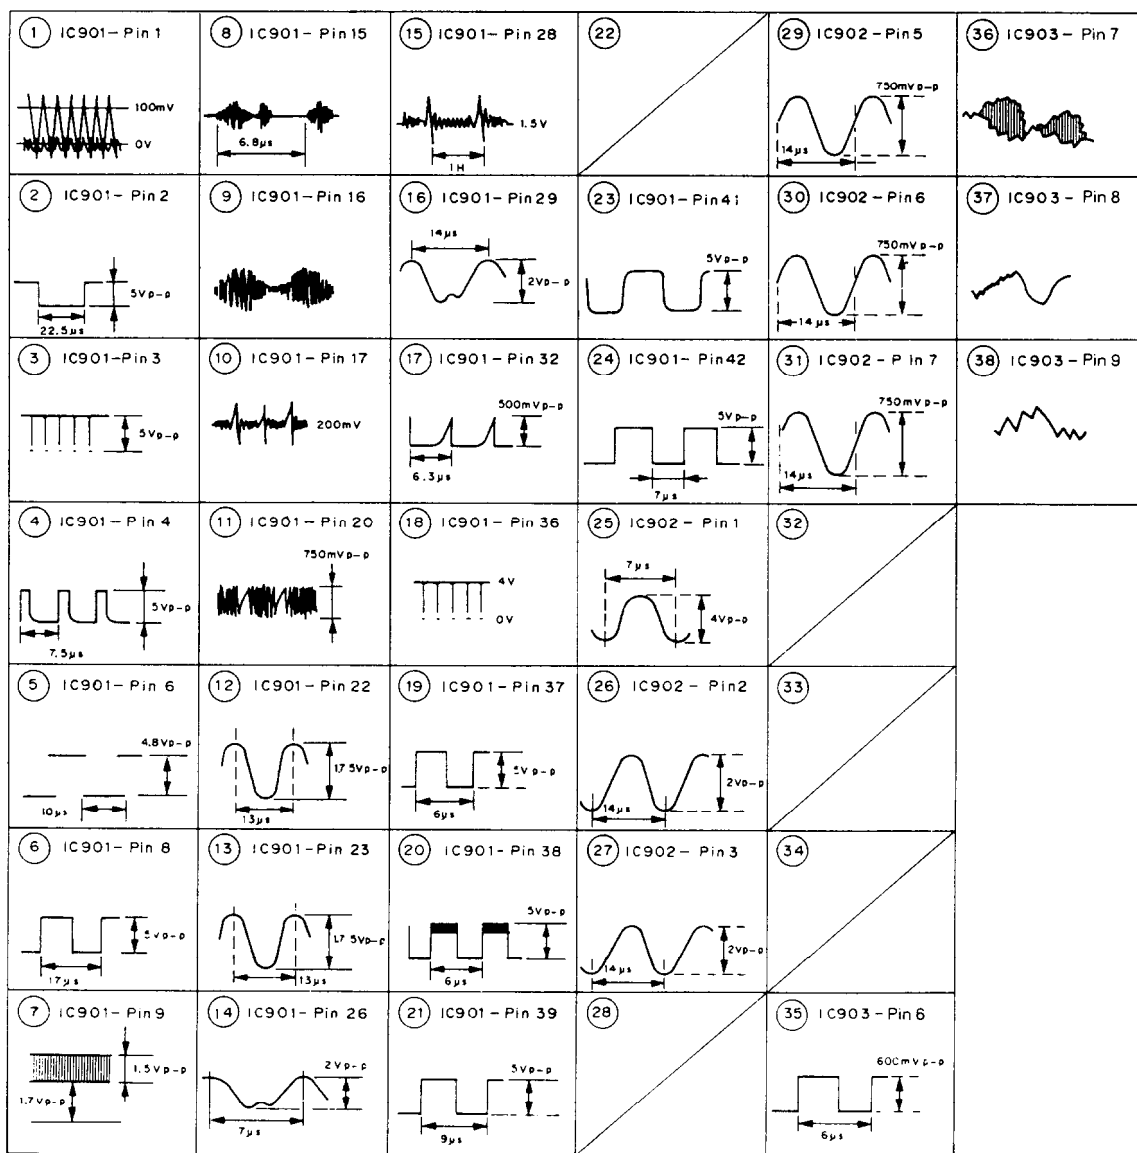 1 IC901-Pin 1
100mV
0V
8 IC901-Pin 15
6.8µs
15 IC901-Pin 28
1.5V
1H
22
29 IC902-Pin 5
750mVp-p
14µs
36 IC903-Pin 7
2 IC901-Pin 2
5Vp-p
22.5µs
9 IC901-Pin 16
16 IC901-Pin 29
14µs
2Vp-p
23 IC901-Pin 41
5Vp-p
30 IC902-Pin 6
750mVp-p
14µs
37 IC903-Pin 8
3 IC901-Pin 3
5Vp-p
10 IC901-Pin 17
200mV
17 IC901-Pin 32
500mVp-p
6.3µs
24 IC901-Pin 42
5Vp-p
7µs
31 IC902-Pin 7
750mVp-p
14µs
38 IC903-Pin 9
4 IC901-Pin 4
5Vp-p
7.5µs
11 IC901-Pin 20
750mVp-p
18 IC901-Pin 36
4V
0V
25 IC902-Pin 1
7µs
4Vp-p
32
5 IC901-Pin 6
4.8Vp-p
10µs
12 IC901-Pin 22
1.75Vp-p
13µs
19 IC901-Pin 37
5Vp-p
6µs
26 IC902-Pin 2
2Vp-p
14µs
33
6 IC901-Pin 8
5Vp-p
17µs
13 IC901-Pin 23
1.75Vp-p
13µs
20 IC901-Pin 38
5Vp-p
6µs
27 IC902-Pin 3
2Vp-p
14µs
34
7 IC901-Pin 9
1.5Vp-p
1.7Vp-p
14 IC901-Pin 26
2Vp-p
7µs
21 IC901-Pin 39
5Vp-p
9µs
28
35 IC903-Pin 6
600mVp-p
6µs